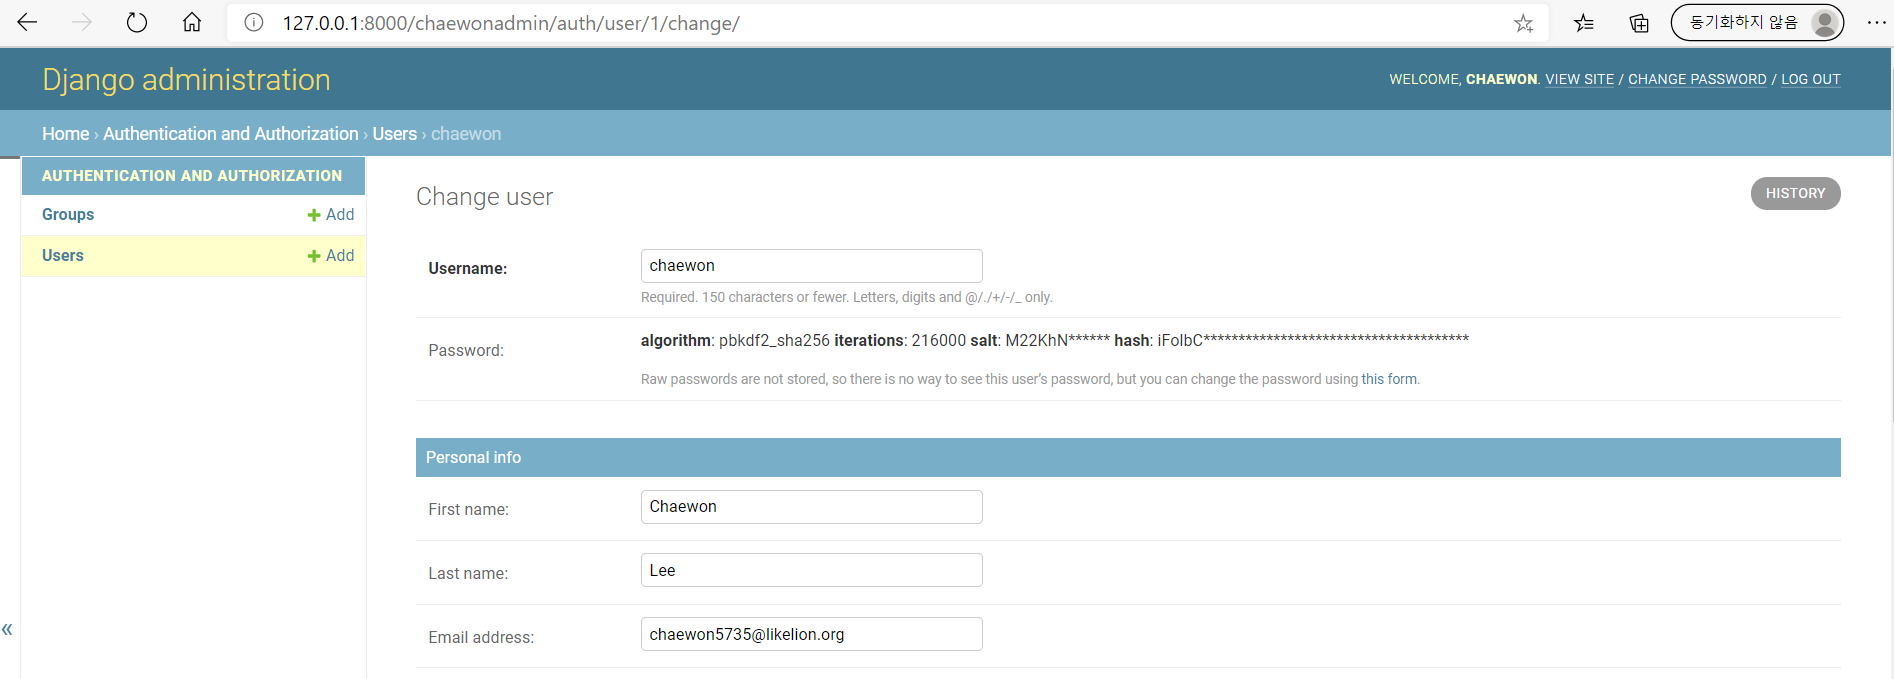 127.0.0.1:8000/chaewonadmin/auth/user/1/change/
동기화하지 않음
Django administration
WELCOME, CHAEWON. VIEW SITE / CHANGE PASSWORD / LOG OUT
Home › Authentication and Authorization › Users › chaewon
AUTHENTICATION AND AUTHORIZATION
Groups + Add
Users + Add
«
Change user
HISTORY
Username: chaewon
Required. 150 characters or fewer. Letters, digits and @/./+/-/_ only.
Password: algorithm: pbkdf2_sha256 iterations: 216000 salt: M22KhN****** hash: iFolbC**************************************
Raw passwords are not stored, so there is no way to see this user’s password, but you can change the password using this form.
Personal info
First name: Chaewon
Last name: Lee
Email address: chaewon5735@likelion.org